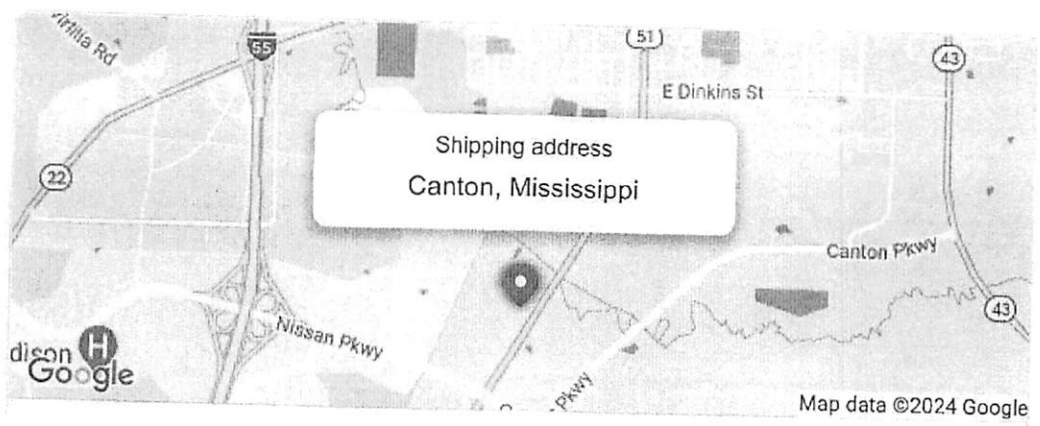 Virlilia Rd
55
51
43
E Dinkins St
Shipping address
Canton, Mississippi
22
Canton Pkwy
43
Nissan Pkwy
dison H
Google
Pkwy
Map data ©2024 Google